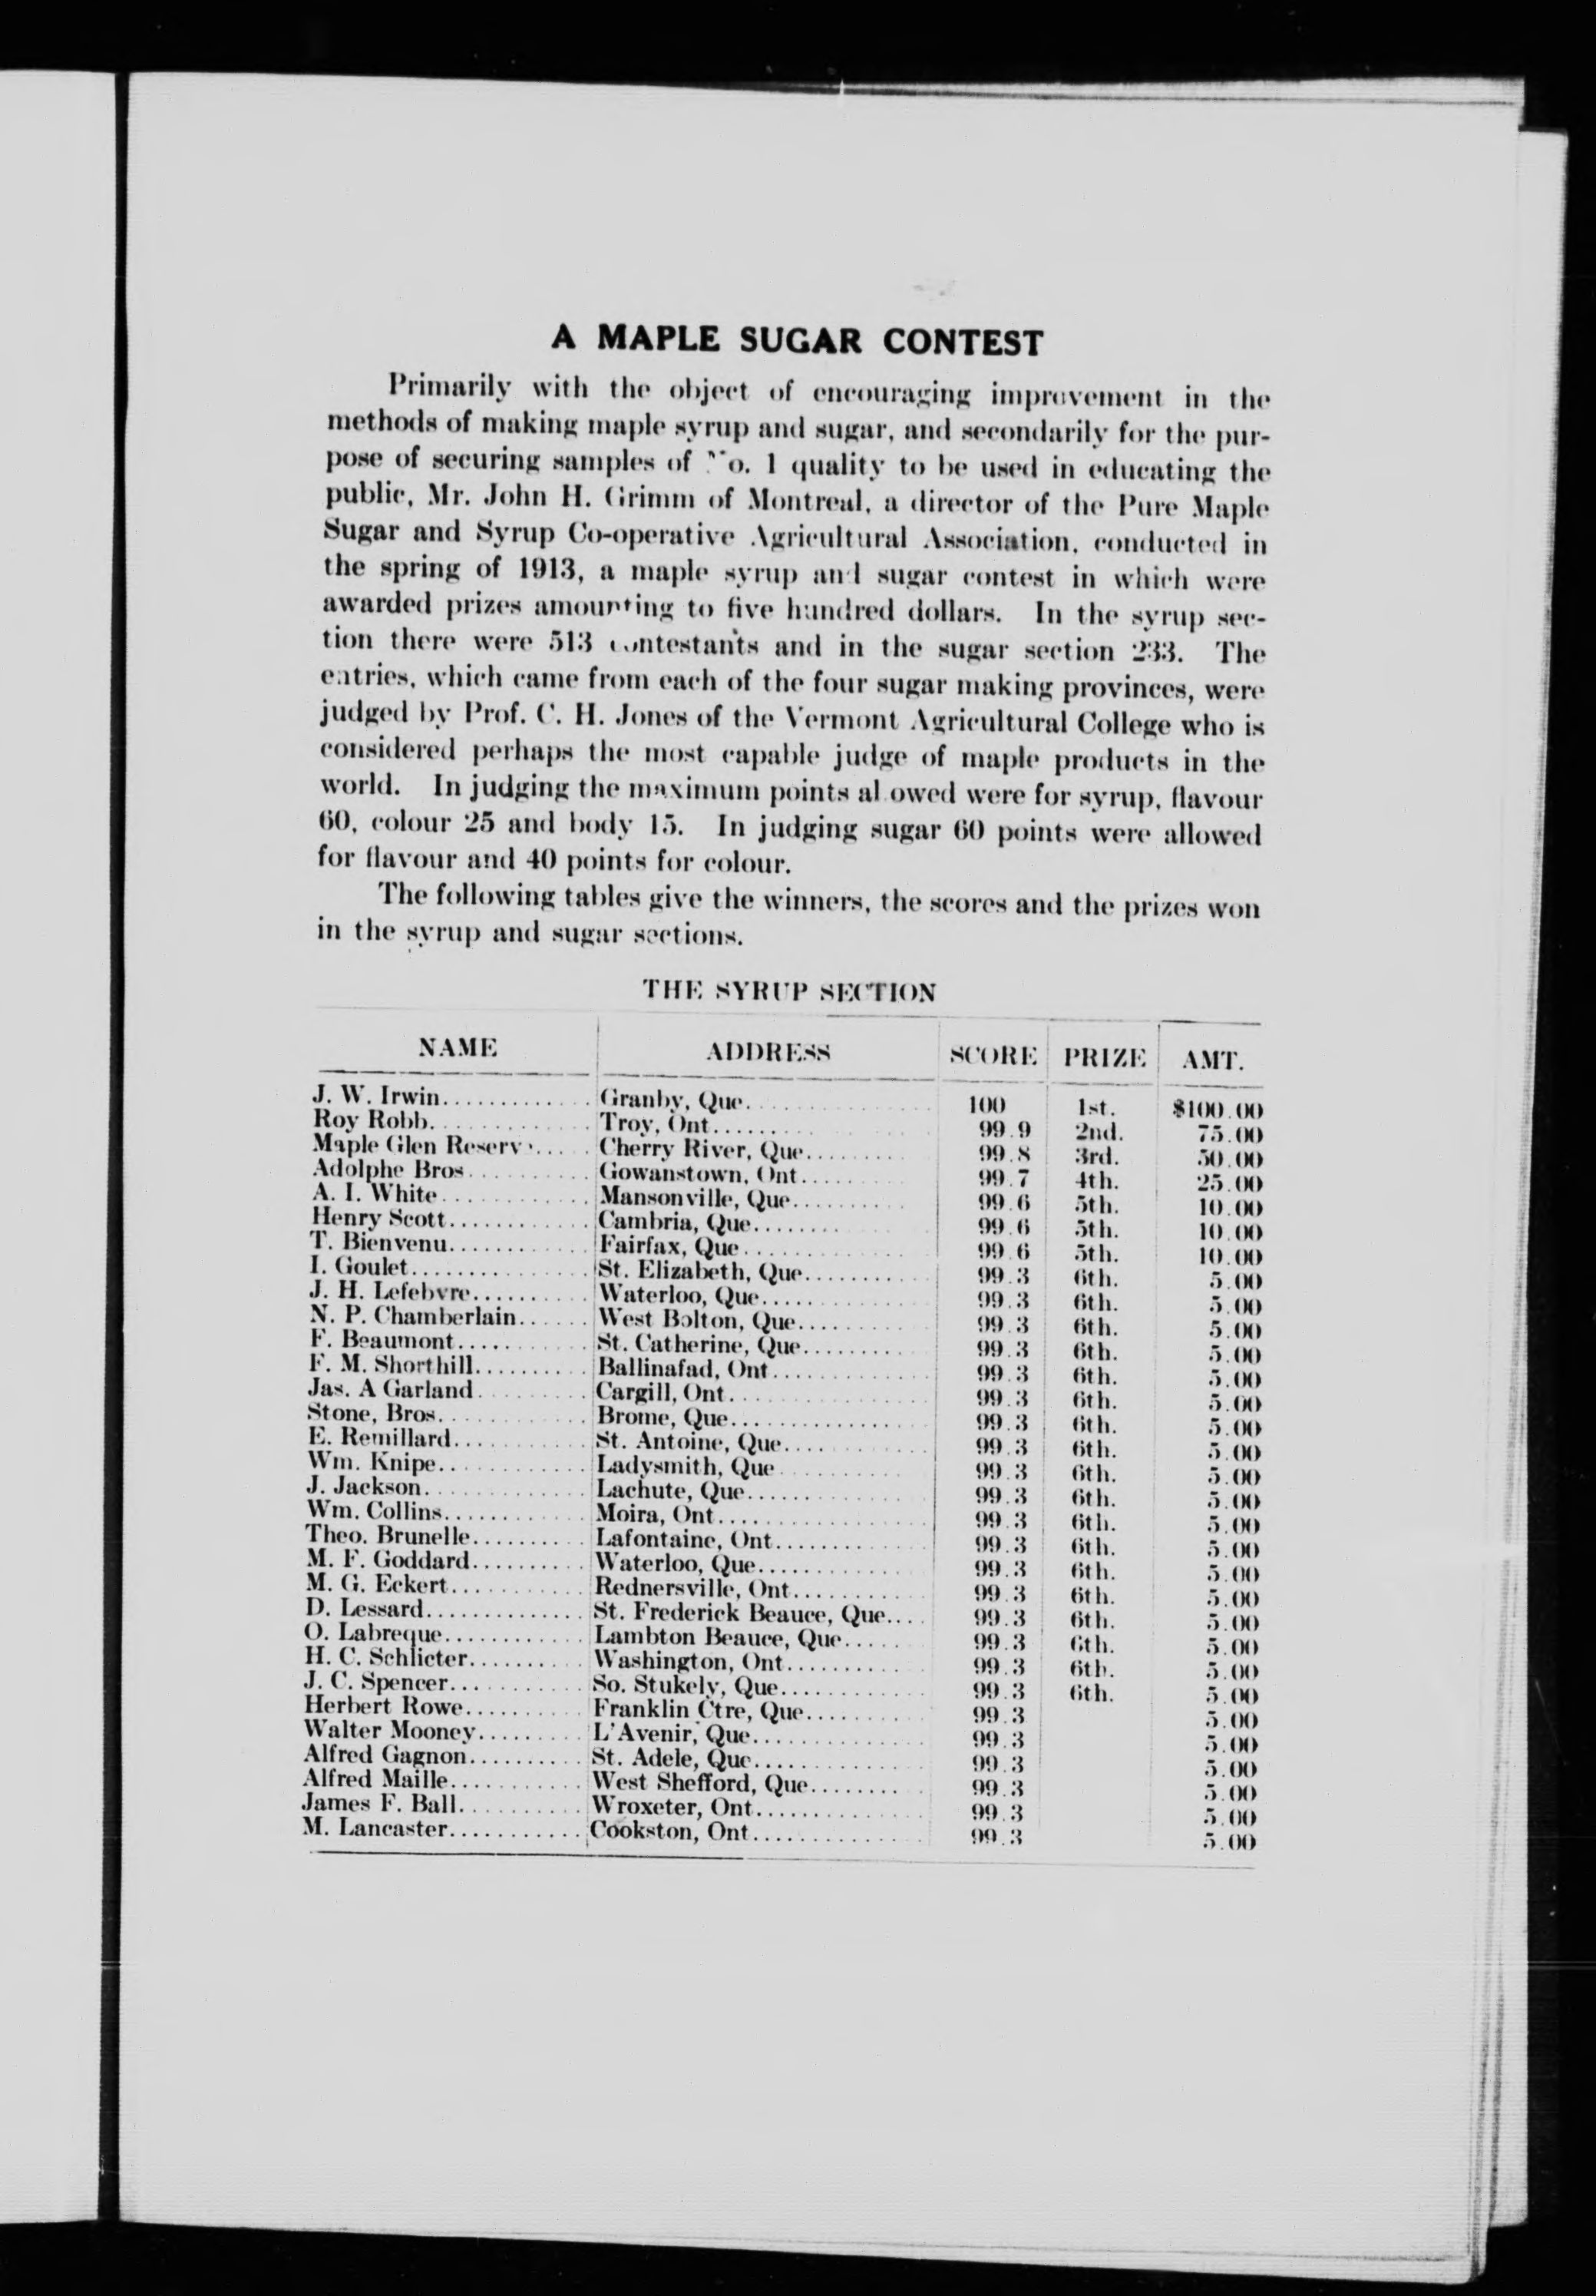 A MAPLE SUGAR CONTEST
Primarily with the object of encouraging improvement in the
methods of making maple syrup and sugar, and secondarily for the pur-
pose of securing samples of No. 1 quality to be used in educating the
public, Mr. John H. Grimm of Montreal, a director of the Pure Maple
Sugar and Syrup Co-operative Agricultural Association, conducted in
the spring of 1913, a maple syrup and sugar contest in which were
awarded prizes amounting to five hundred dollars. In the syrup sec-
tion there were 513 contestants and in the sugar section 233. The
entries, which came from each of the four sugar making provinces, were
judged by Prof. C. H. Jones of the Vermont Agricultural College who is
considered perhaps the most capable judge of maple products in the
world. In judging the maximum points al owed were for syrup, flavour
60, colour 25 and body 15. In judging sugar 60 points were allowed
for flavour and 40 points for colour.
The following tables give the winners, the scores and the prizes won
in the syrup and sugar sections.
THE SYRUP SECTION
NAME ADDRESS SCORE PRIZE AMT.
J. W. Irwin............ Granby, Que............... 100 1st. $100.00
Roy Robb............. Troy, Ont......... 99.9 2nd. 75.00
Maple Glen Reserve..... Cherry River, Que......... 99.8 3rd. 50.00
Adolphe Bros.......... Gowanstown, Ont......... 99.7 4th. 25.00
A. I. White............ Mansonville, Que.......... 99.6 5th. 10.00
Henry Scott............ Cambria, Que......... 99.6 5th. 10.00
T. Bienvenu............ Fairfax, Que............ 99.6 5th. 10.00
I. Goulet............... St. Elizabeth, Que........... 99.3 6th. 5.00
J. H. Lefebvre.......... Waterloo, Que.............. 99.3 6th. 5.00
N. P. Chamberlain...... West Bolton, Que.......... 99.3 6th. 5.00
F. Beaumont........... St. Catherine, Que.......... 99.3 6th. 5.00
F. M. Shorthill.......... Ballinafad, Ont.............. 99.3 6th. 5.00
Jas. A Garland.......... Cargill, Ont................. 99.3 6th. 5.00
Stone, Bros............. Brome, Que................. 99.3 6th. 5.00
E. Remillard........... St. Antoine, Que............ 99.3 6th. 5.00
Wm. Knipe............ Ladysmith, Que........... 99.3 6th. 5.00
J. Jackson.............. Lachute, Que............... 99.3 6th. 5.00
Wm. Collins............ Moira, Ont.................. 99.3 6th. 5.00
Theo. Brunelle.......... Lafontaine, Ont............. 99.3 6th. 5.00
M. F. Goddard.......... Waterloo, Que.............. 99.3 6th. 5.00
M. G. Eckert........... Rednersville, Ont........... 99.3 6th. 5.00
D. Lessard.............. St. Frederick Beauce, Que.... 99.3 6th. 5.00
O. Labreque............ Lambton Beauce, Que...... 99.3 6th. 5.00
H. C. Schlicter.......... Washington, Ont........... 99.3 6th. 5.00
J. C. Spencer........... So. Stukely, Que............ 99.3 6th. 5.00
Herbert Rowe.......... Franklin Ctre, Que.......... 99.3 5.00
Walter Mooney......... L'Avenir, Que............... 99.3 5.00
Alfred Gagnon.......... St. Adele, Que.............. 99.3 5.00
Alfred Maille........... West Shefford, Que......... 99.3 5.00
James F. Ball.......... Wroxeter, Ont.............. 99.3 5.00
M. Lancaster........... Cookston, Ont.............. 99.3 5.00